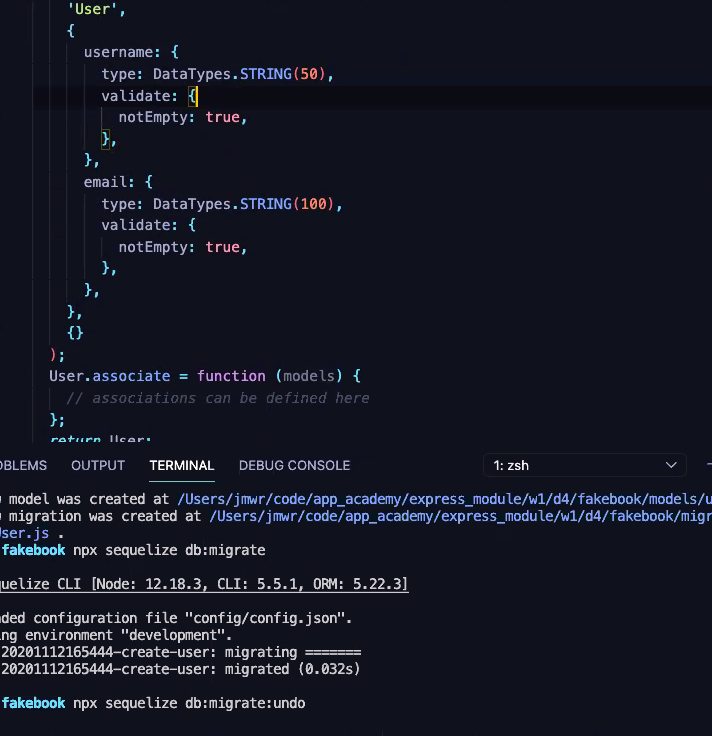 'User',
{
username: {
type: DataTypes.STRING(50),
validate: {
notEmpty: true,
},
},
email: {
type: DataTypes.STRING(100),
validate: {
notEmpty: true,
},
},
},
{}
);
User.associate = function (models) {
// associations can be defined here
};
return User;
OBLEMS OUTPUT TERMINAL DEBUG CONSOLE 1: zsh
w model was created at /Users/jmwr/code/app_academy/express_module/w1/d4/fakebook/models/u
w migration was created at /Users/jmwr/code/app_academy/express_module/w1/d4/fakebook/migr
User.js .
fakebook npx sequelize db:migrate
quelize CLI [Node: 12.18.3, CLI: 5.5.1, ORM: 5.22.3]
ded configuration file "config/config.json".
ing environment "development".
20201112165444-create-user: migrating =======
20201112165444-create-user: migrated (0.032s)
fakebook npx sequelize db:migrate:undo